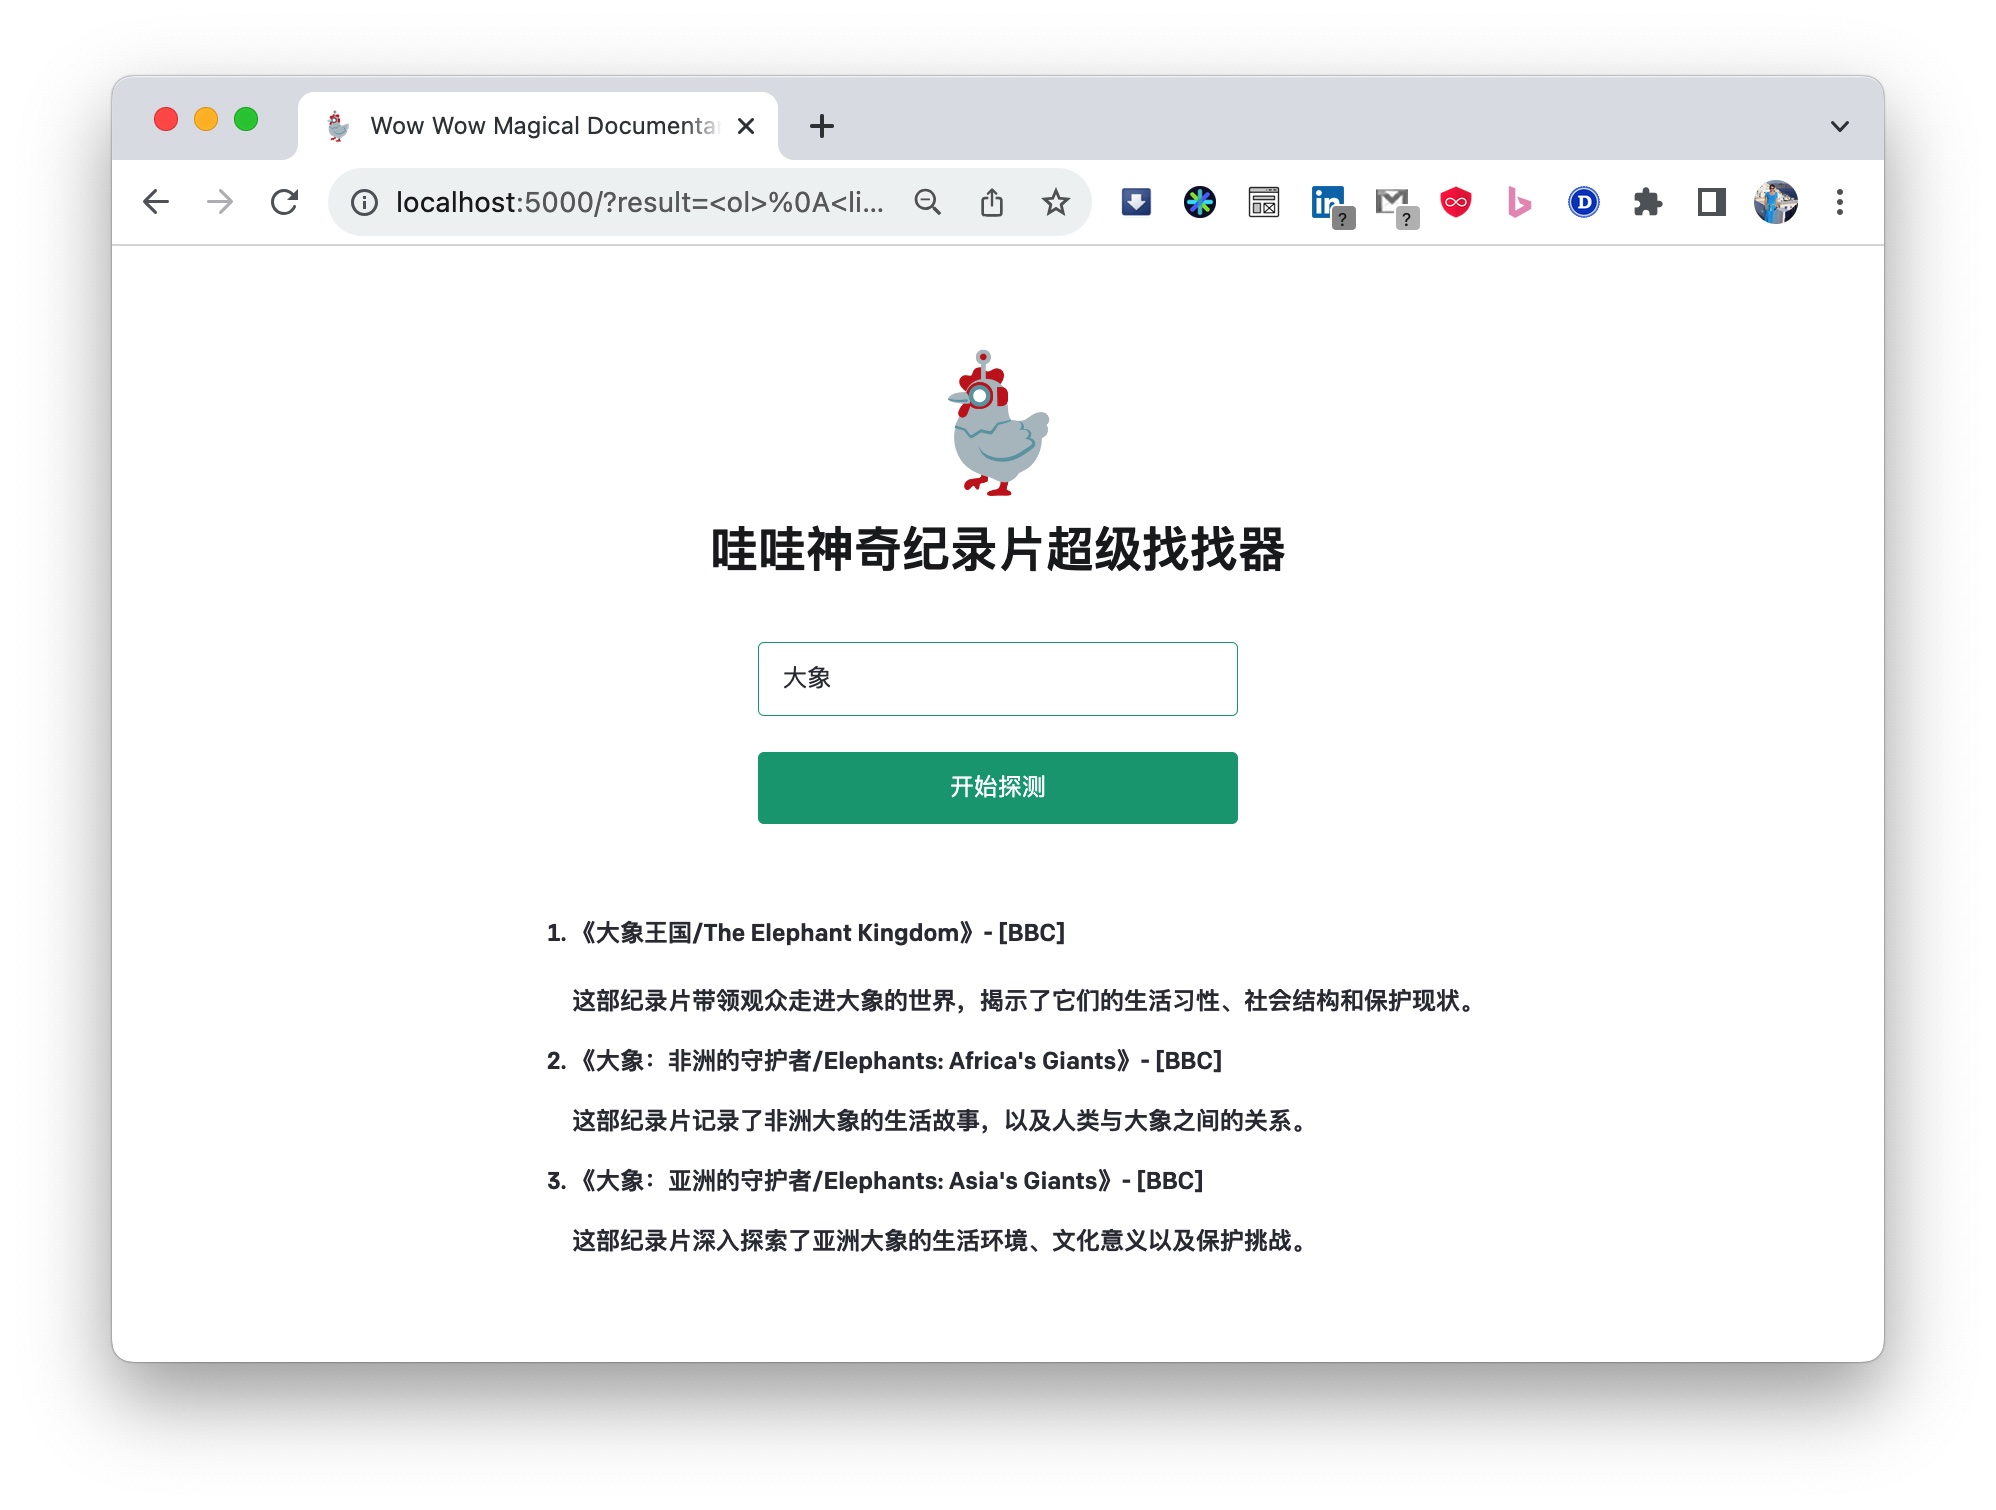 Wow Wow Magical Documenta
localhost:5000/?result=<ol>%0A<li...
in
?
?
D
哇哇神奇纪录片超级找找器
大象
开始探测
1. 《大象王国/The Elephant Kingdom》- [BBC]
这部纪录片带领观众走进大象的世界，揭示了它们的生活习性、社会结构和保护现状。
2. 《大象：非洲的守护者/Elephants: Africa's Giants》- [BBC]
这部纪录片记录了非洲大象的生活故事，以及人类与大象之间的关系。
3. 《大象：亚洲的守护者/Elephants: Asia's Giants》- [BBC]
这部纪录片深入探索了亚洲大象的生活环境、文化意义以及保护挑战。